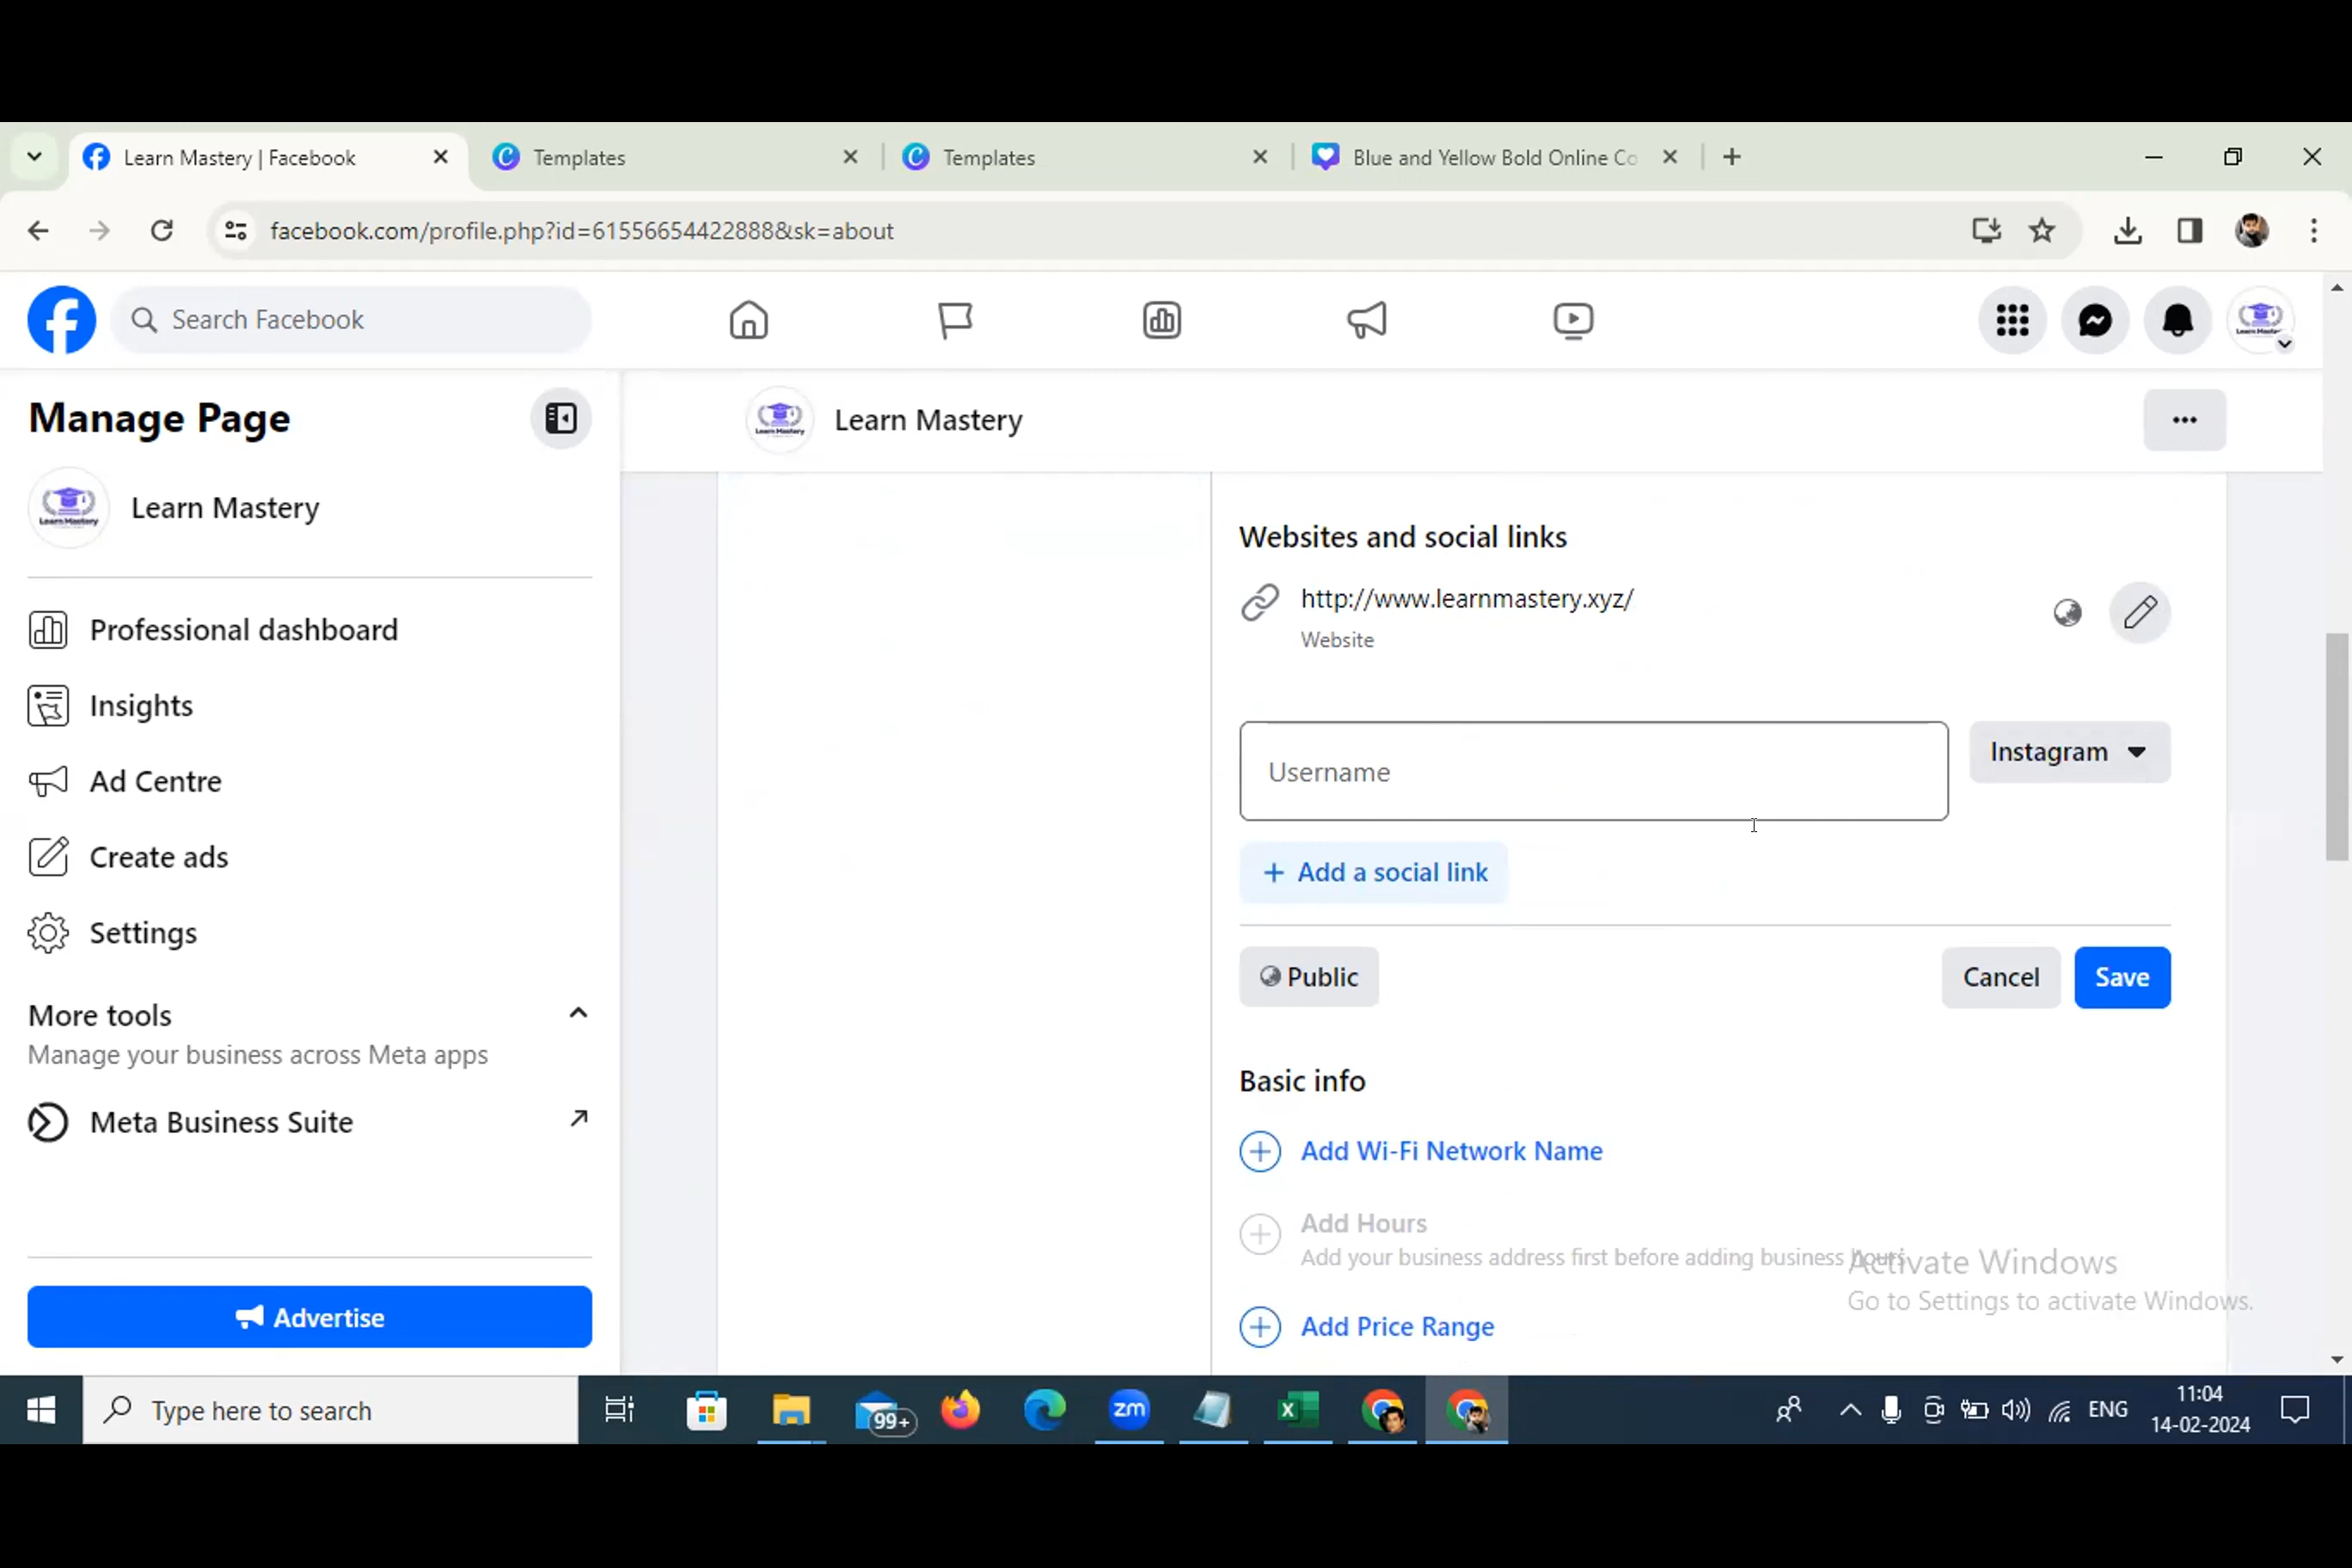 Learn Mastery | Facebook
Templates
Templates
Blue and Yellow Bold Online Co
facebook.com/profile.php?id=61556654422888&sk=about
Search Facebook
Manage Page
Learn Mastery
Learn Mastery
Professional dashboard
Insights
Ad Centre
Create ads
Settings
More tools
Manage your business across Meta apps
Meta Business Suite
Advertise
Websites and social links
http://www.learnmastery.xyz/
Website
Username
Instagram
+ Add a social link
Public
Cancel
Save
Basic info
Add Wi-Fi Network Name
Add Hours
Add your business address first before adding business hours
Add Price Range
Activate Windows
Go to Settings to activate Windows.
Type here to search
99+
zm
ENG
11:04
14-02-2024